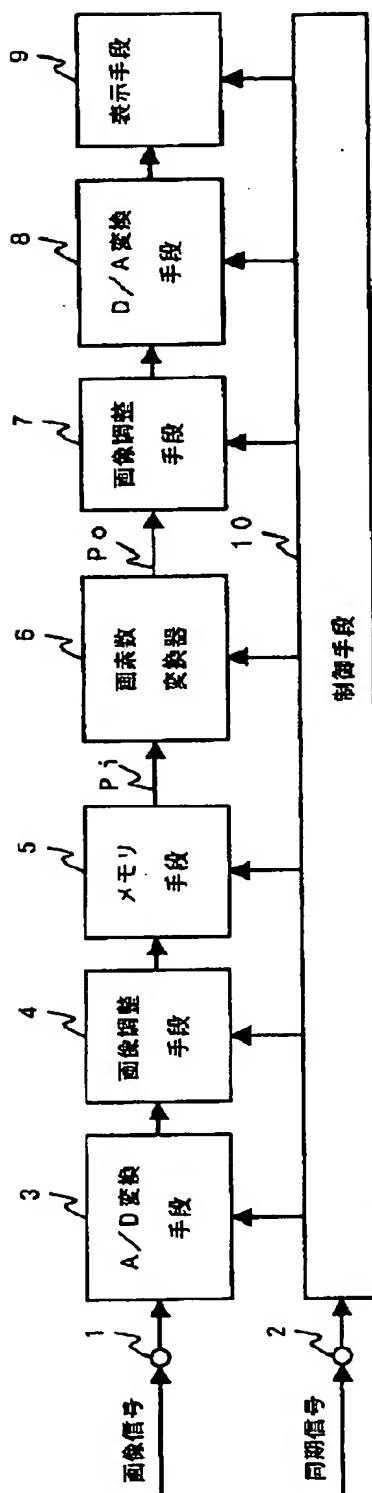 画像信号
1
3
A/D変換
手段
4
画像調整
手段
5
メモリ
手段
Pi
6
画素数
変換器
Po
7
画像調整
手段
8
D/A変換
手段
9
表示手段
同期信号
2
制御手段
10